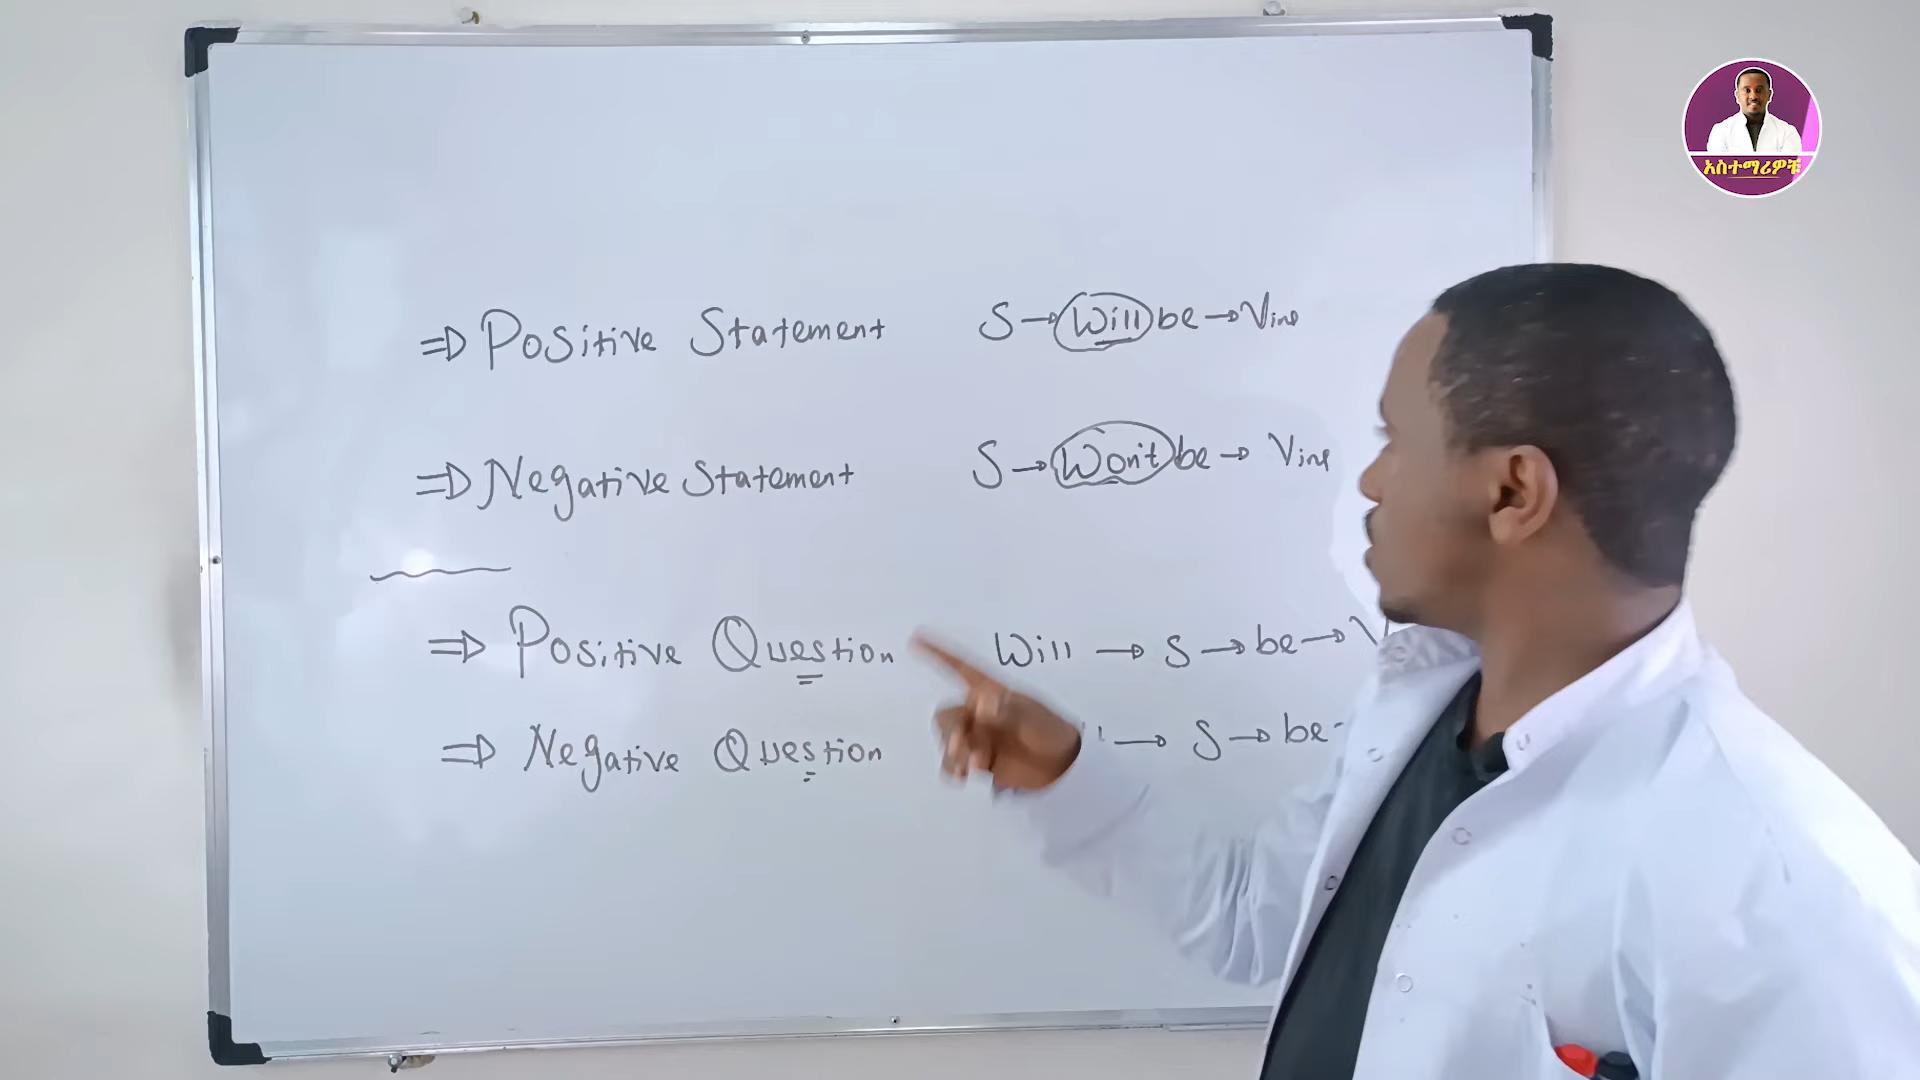 አስተማሪዎቹ
⇒ Positive Statement S → Will be → Ving
⇒ Negative Statement S → Won't be → Ving
⇒ Positive Question Will → S → be → V
⇒ Negative Question → S → be -